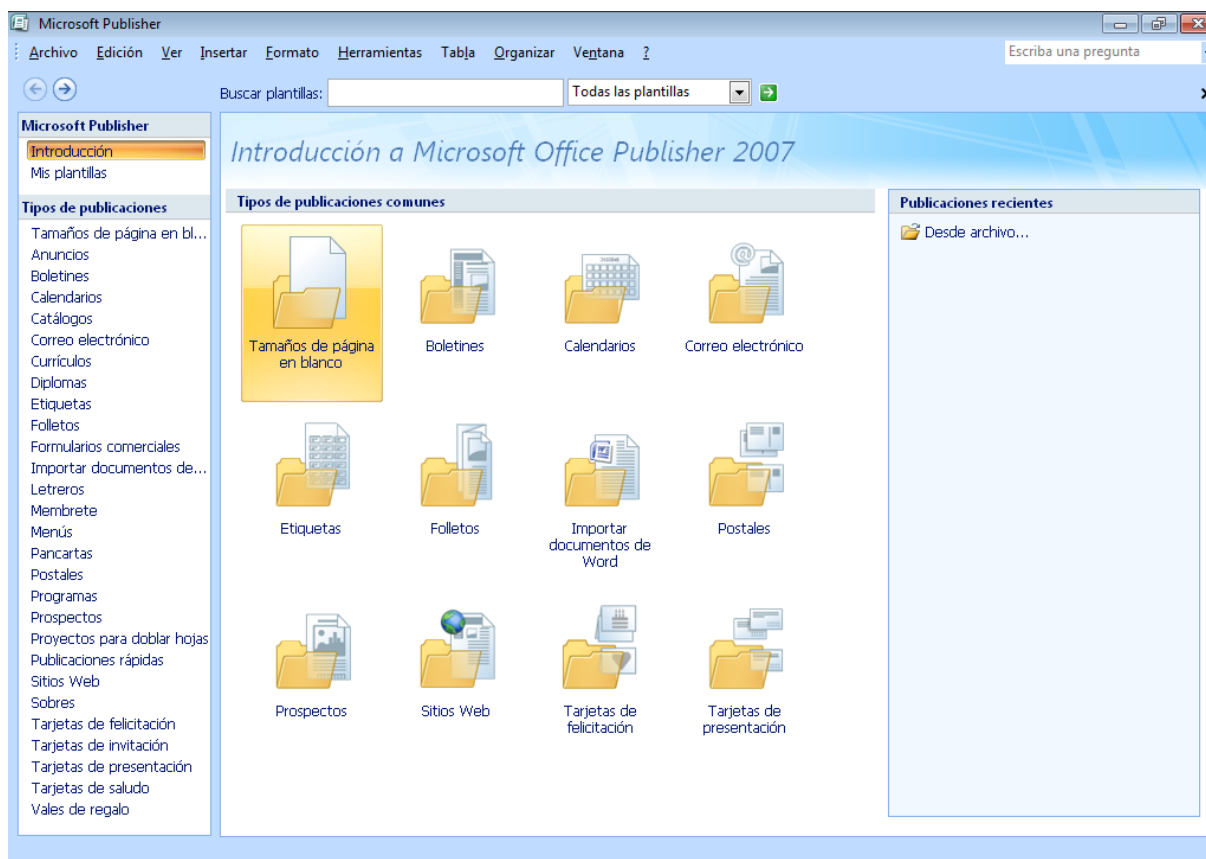 Microsoft Publisher
Archivo Edición Ver Insertar Formato Herramientas Tabla Organizar Ventana ?
Escriba una pregunta
Buscar plantillas:
Todas las plantillas
Microsoft Publisher
Introducción
Mis plantillas
Tipos de publicaciones
Tamaños de página en bl...
Anuncios
Boletines
Calendarios
Catálogos
Correo electrónico
Currículos
Diplomas
Etiquetas
Folletos
Formularios comerciales
Importar documentos de...
Letreros
Membrete
Menús
Pancartas
Postales
Programas
Prospectos
Proyectos para doblar hojas
Publicaciones rápidas
Sitios Web
Sobres
Tarjetas de felicitación
Tarjetas de invitación
Tarjetas de presentación
Tarjetas de saludo
Vales de regalo
Introducción a Microsoft Office Publisher 2007
Tipos de publicaciones comunes
Tamaños de página
en blanco
Boletines
Calendarios
Correo electrónico
Etiquetas
Folletos
Importar
documentos de
Word
Postales
Prospectos
Sitios Web
Tarjetas de
felicitación
Tarjetas de
presentación
Publicaciones recientes
Desde archivo...